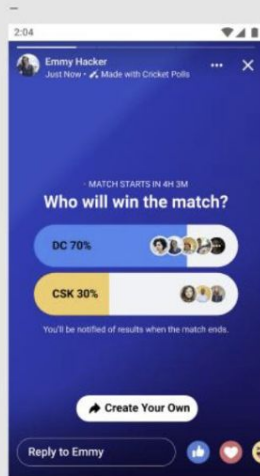 2:04
Emmy Hacker
Just Now • Made with Cricket Polls
- MATCH STARTS IN 4H 3M
Who will win the match?
DC 70%
CSK 30%
You'll be notified of results when the match ends.
Create Your Own
Reply to Emmy